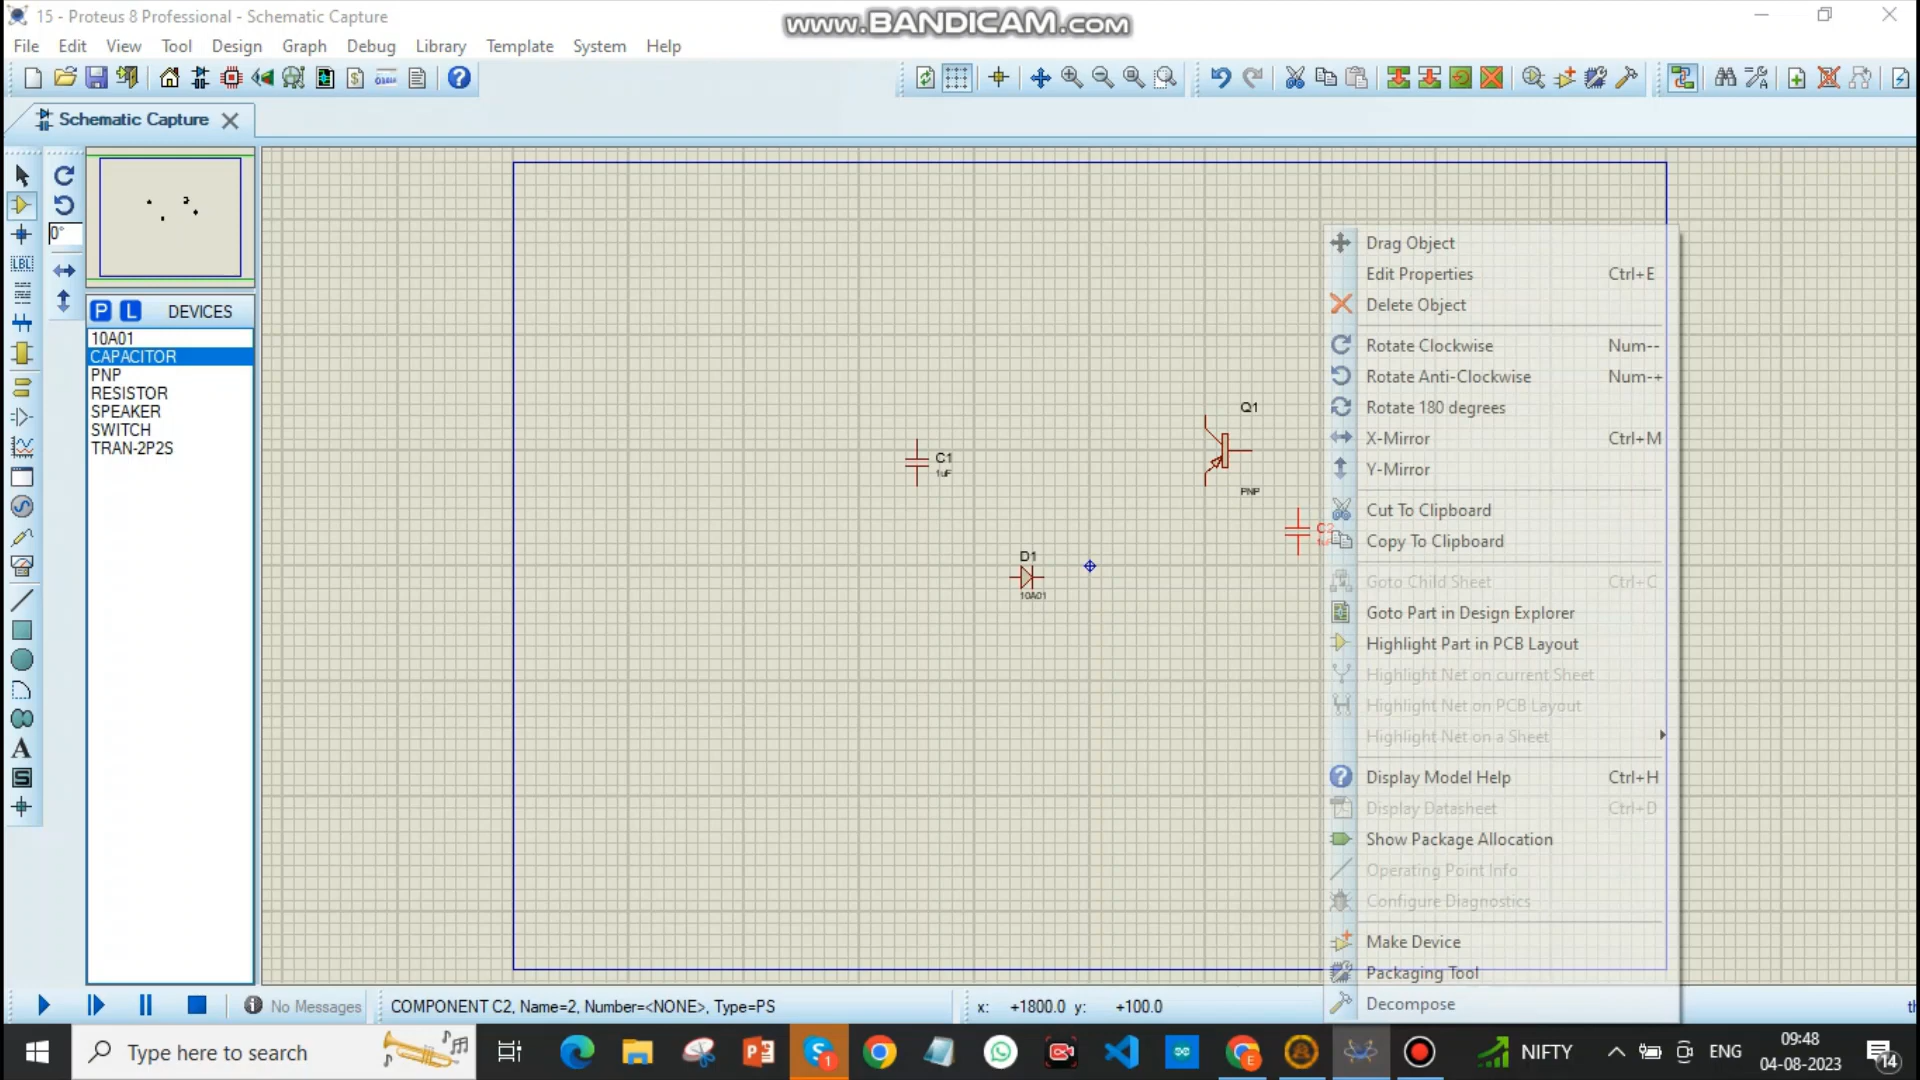 15 - Proteus 8 Professional - Schematic Capture
www.BANDICAM.com
File Edit View Tool Design Graph Debug Library Template System Help
Schematic Capture
LBL
0°
P L DEVICES
10A01
CAPACITOR
PNP
RESISTOR
SPEAKER
SWITCH
TRAN-2P2S
A
S
C1
1uF
Q1
PNP
D1
10A01
C2
Drag Object
Edit Properties Ctrl+E
Delete Object
Rotate Clockwise Num--
Rotate Anti-Clockwise Num-+
Rotate 180 degrees
X-Mirror Ctrl+M
Y-Mirror
Cut To Clipboard
Copy To Clipboard
Goto Child Sheet Ctrl+C
Goto Part in Design Explorer
Highlight Part in PCB Layout
Highlight Net on current Sheet
Highlight Net on PCB Layout
Highlight Net on a Sheet
Display Model Help Ctrl+H
Display Datasheet Ctrl+D
Show Package Allocation
Operating Point Info
Configure Diagnostics
Make Device
Packaging Tool
Decompose
No Messages COMPONENT C2, Name=2, Number=<NONE>, Type=PS x: +1800.0 y: +100.0
Type here to search NIFTY ENG 09:48
04-08-2023 14